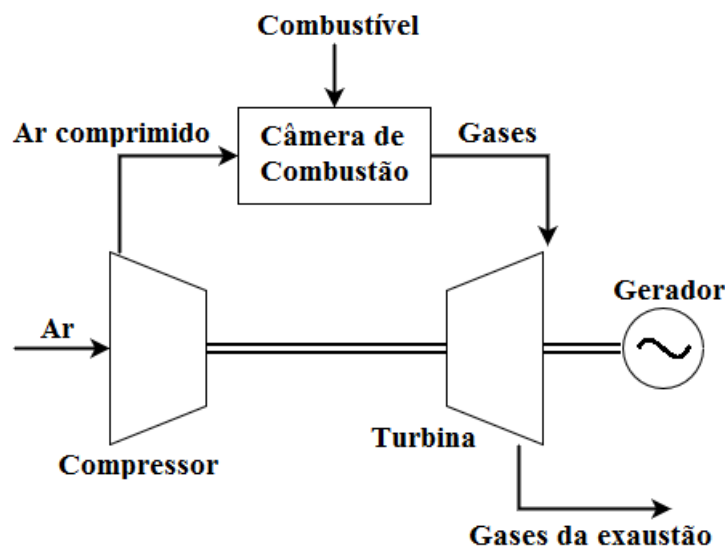 Combustível
Ar comprimido
Câmera de
Combustão
Gases
Gerador
Ar
Turbina
Compressor
Gases da exaustão